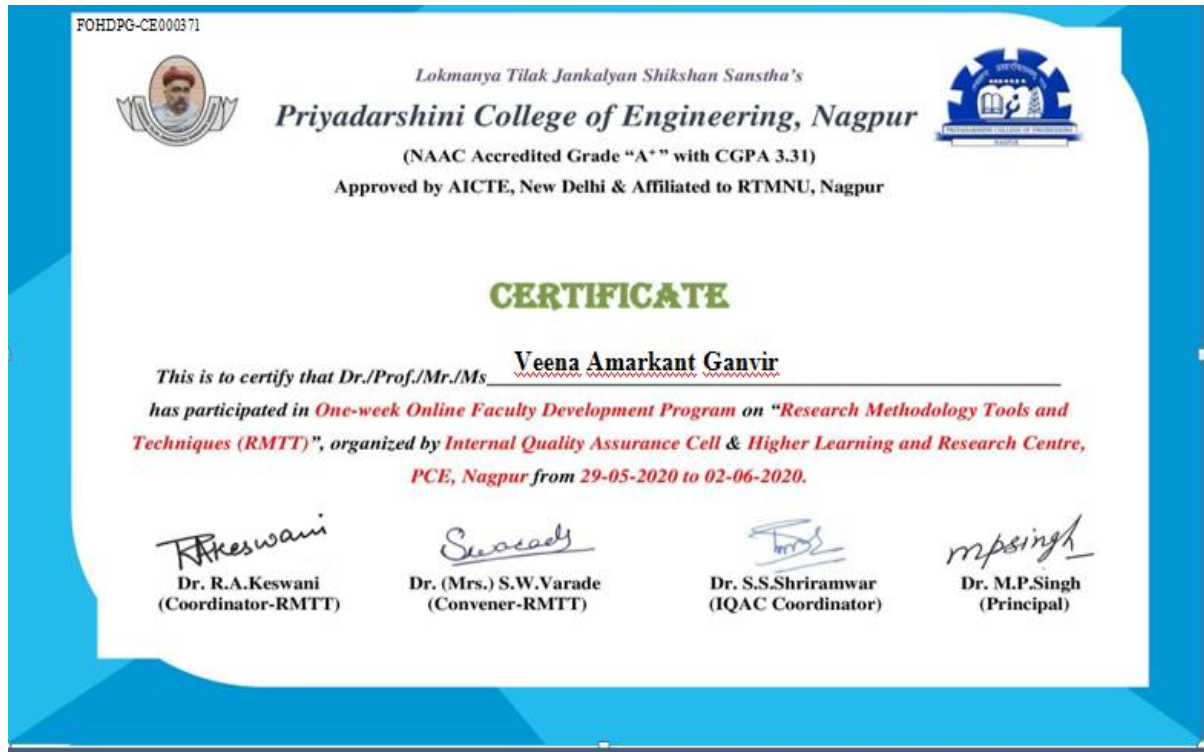 FOHDPG-CE000371
Lokmanya Tilak Jankalyan Shikshan Sanstha's
Priyadarshini College of Engineering, Nagpur
(NAAC Accredited Grade “A+” with CGPA 3.31)
Approved by AICTE, New Delhi & Affiliated to RTMNU, Nagpur
PRIYADARSHINI COLLEGE OF ENGINEERING
NAGPUR
CERTIFICATE
This is to certify that Dr./Prof./Mr./Ms Veena Amarkant Ganvir
has participated in One-week Online Faculty Development Program on “Research Methodology Tools and
Techniques (RMTT)”, organized by Internal Quality Assurance Cell & Higher Learning and Research Centre,
PCE, Nagpur from 29-05-2020 to 02-06-2020.
RAKeswani
mpsingh
Dr. R.A.Keswani Dr. (Mrs.) S.W.Varade Dr. S.S.Shriramwar Dr. M.P.Singh
(Coordinator-RMTT) (Convener-RMTT) (IQAC Coordinator) (Principal)